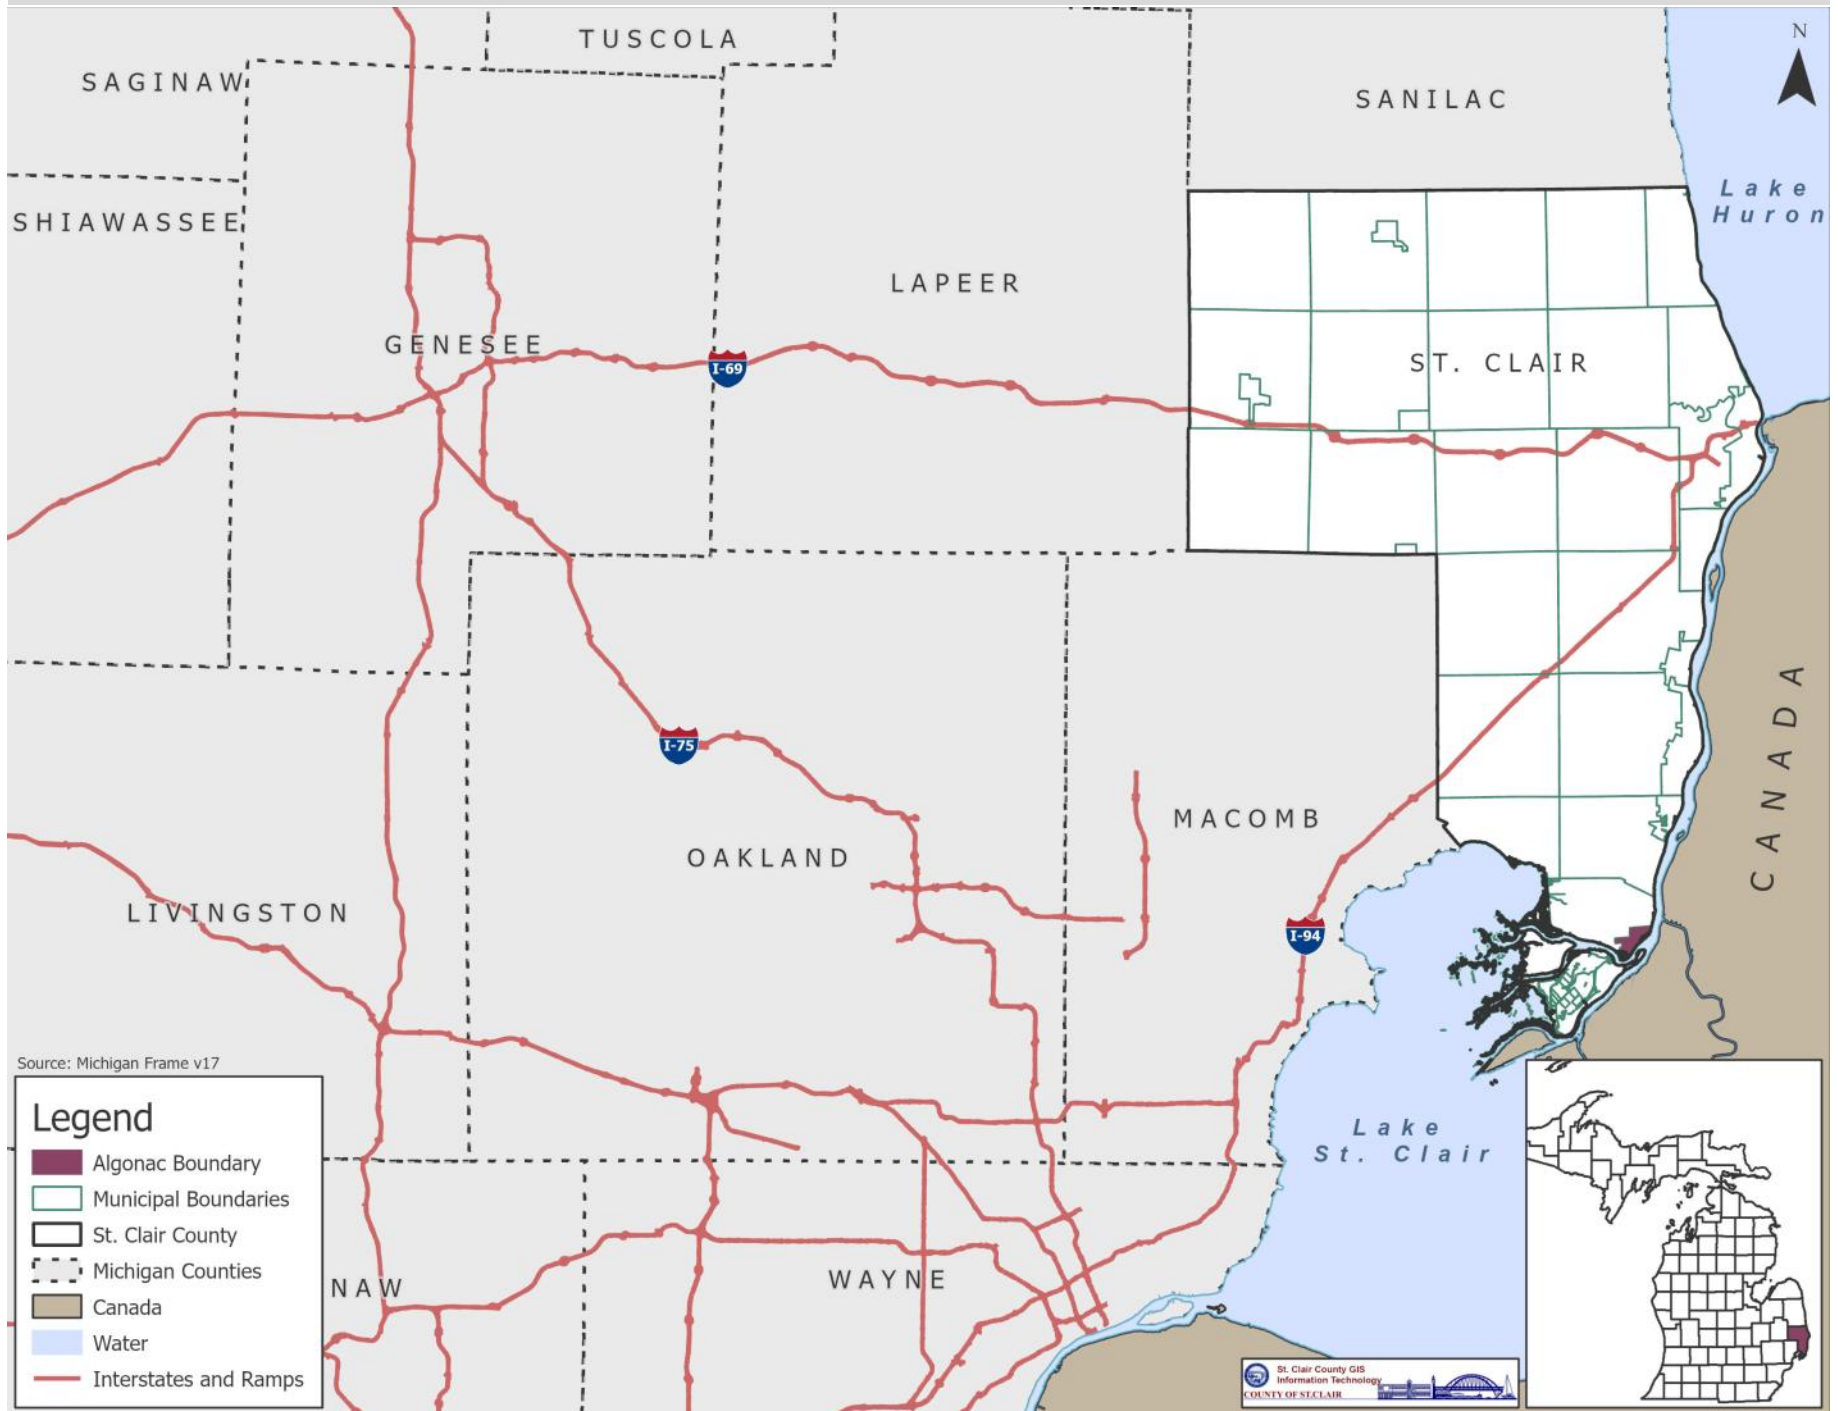 TUSCOLA
N
SAGINAW
SANILAC
Lake
Huron
SHIAWASSEE
LAPEER
GENESEE
ST. CLAIR
I-69
CANADA
I-75
MACOMB
OAKLAND
LIVINGSTON
I-94
Source: Michigan Frame v17
Legend
Algonac Boundary
Municipal Boundaries
St. Clair County
Michigan Counties
Canada
Water
Interstates and Ramps
Lake
St. Clair
NAW
WAYNE
St. Clair County GIS
Information Technology
COUNTY OF ST.CLAIR